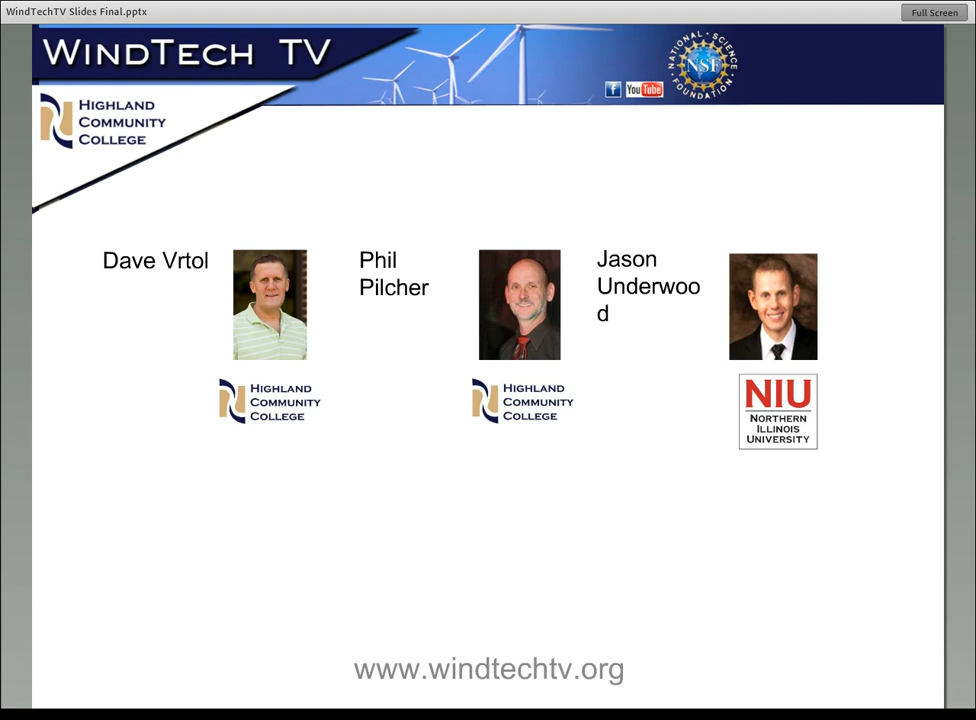 WindTechTV Slides Final.pptx
Full Screen
WINDTECH TV
f
You Tube
NATIONAL SCIENCE FOUNDATION
NSF
HIGHLAND
COMMUNITY
COLLEGE
Dave Vrtol
Phil
Pilcher
Jason
Underwoo
d
HIGHLAND
COMMUNITY
COLLEGE
HIGHLAND
COMMUNITY
COLLEGE
NIU
NORTHERN
ILLINOIS
UNIVERSITY
www.windtechtv.org